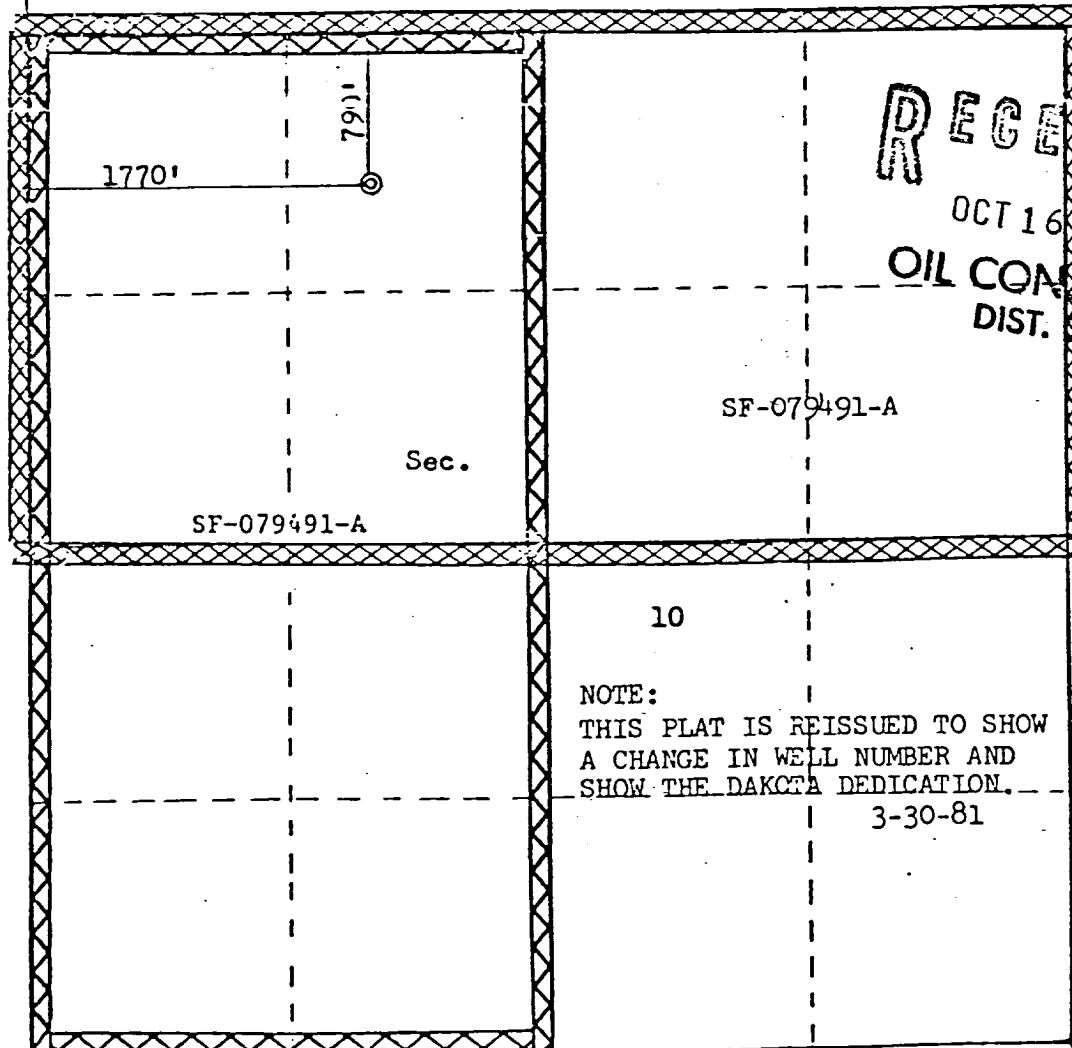 790'
1770'
RECE
OCT 16
OIL CON
DIST.
SF-079491-A
Sec.
SF-079491-A
10
NOTE:
THIS PLAT IS REISSUED TO SHOW
A CHANGE IN WELL NUMBER AND
SHOW THE DAKOTA DEDICATION.
3-30-81